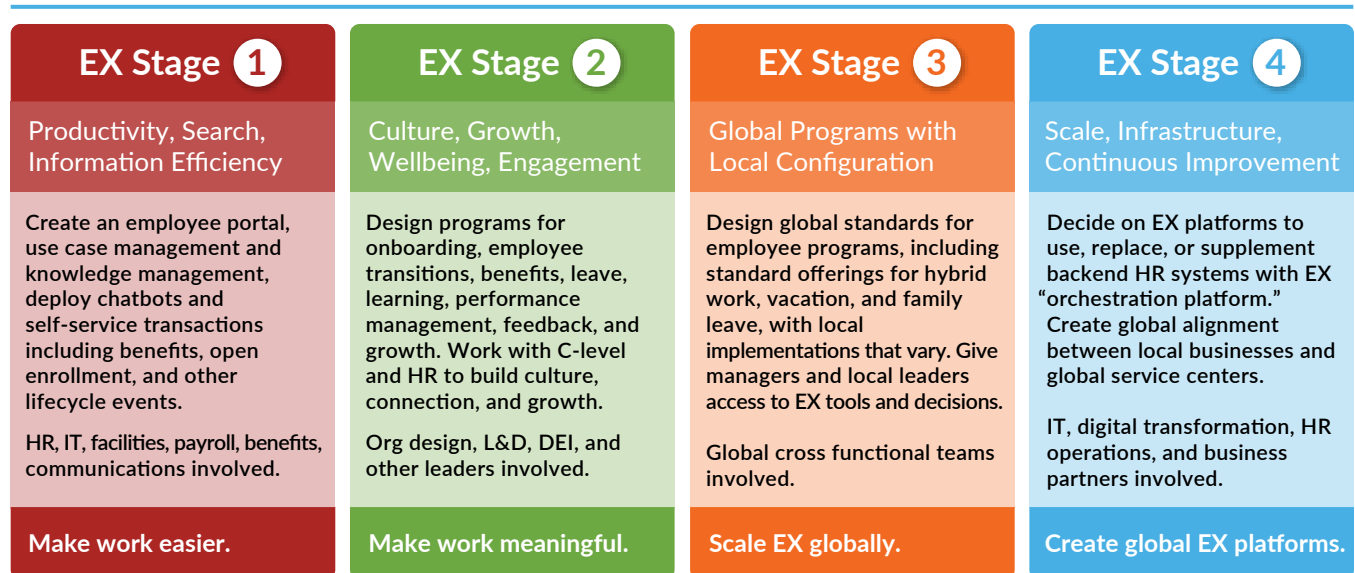 EX Stage 1
Productivity, Search,
Information Efficiency
Create an employee portal,
use case management and
knowledge management,
deploy chatbots and
self-service transactions
including benefits, open
enrollment, and other
lifecycle events.
HR, IT, facilities, payroll, benefits,
communications involved.
Make work easier.
EX Stage 2
Culture, Growth,
Wellbeing, Engagement
Design programs for
onboarding, employee
transitions, benefits, leave,
learning, performance
management, feedback, and
growth. Work with C-level
and HR to build culture,
connection, and growth.
Org design, L&D, DEI, and
other leaders involved.
Make work meaningful.
EX Stage 3
Global Programs with
Local Configuration
Design global standards for
employee programs, including
standard offerings for hybrid
work, vacation, and family
leave, with local
implementations that vary. Give
managers and local leaders
access to EX tools and decisions.
Global cross functional teams
involved.
Scale EX globally.
EX Stage 4
Scale, Infrastructure,
Continuous Improvement
Decide on EX platforms to
use, replace, or supplement
backend HR systems with EX
“orchestration platform.”
Create global alignment
between local businesses and
global service centers.
IT, digital transformation, HR
operations, and business
partners involved.
Create global EX platforms.